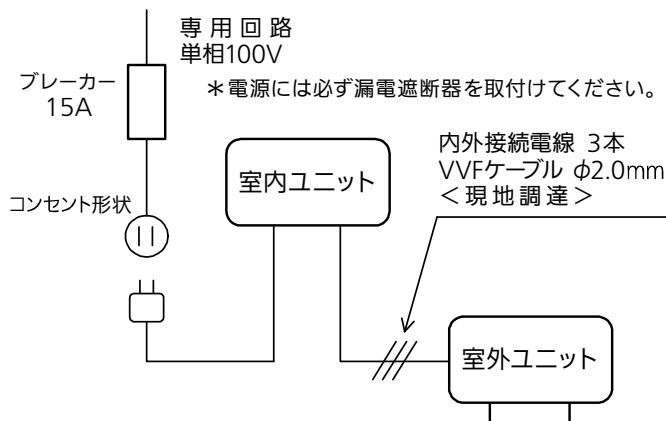 専用回路
単相100V
ブレーカー
15A
＊電源には必ず漏電遮断器を取付けてください。
内外接続電線 3本
VVFケーブル φ2.0mm
＜現地調達＞
室内ユニット
コンセント形状
室外ユニット